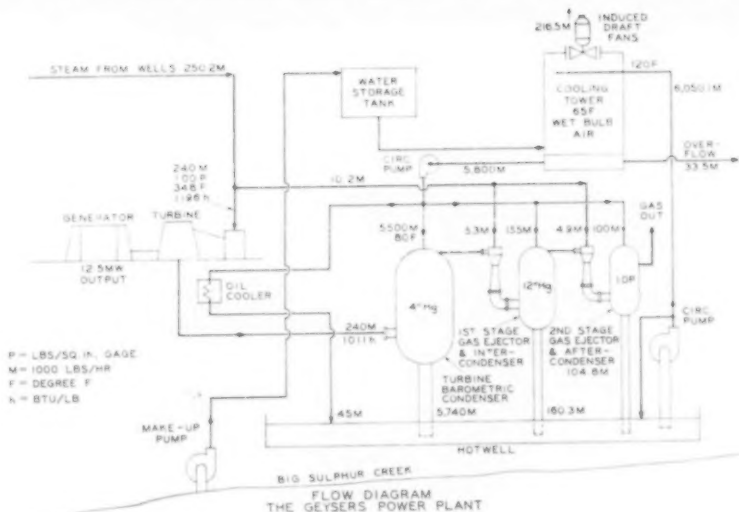 216.5M
INDUCED
DRAFT
FANS
STEAM FROM WELLS 250.2M
WATER
STORAGE
TANK
120F
COOLING
TOWER
65F
WET BULB
AIR
6,050.1M
OVER-
FLOW
33.5M
CIRC
PUMP
5,800M
10.2M
240M
100P
348F
1196h
GENERATOR
TURBINE
12.5MW
OUTPUT
OIL
COOLER
5500M
80F
5.3M
135M
4.9M
100M
GAS
OUT
4"Hg
12"Hg
10P
240M
1011h
1ST STAGE
GAS EJECTOR
& INTER-
CONDENSER
2ND STAGE
GAS EJECTOR
& AFTER-
CONDENSER
104.8M
CIRC
PUMP
TURBINE
BAROMETRIC
CONDENSER
P = LBS/SQ. IN. GAGE
M = 1000 LBS/HR
F = DEGREE F
h = BTU/LB
45M
5,740M
160.3M
MAKE-UP
PUMP
HOTWELL
BIG SULPHUR CREEK
FLOW DIAGRAM
THE GEYSERS POWER PLANT